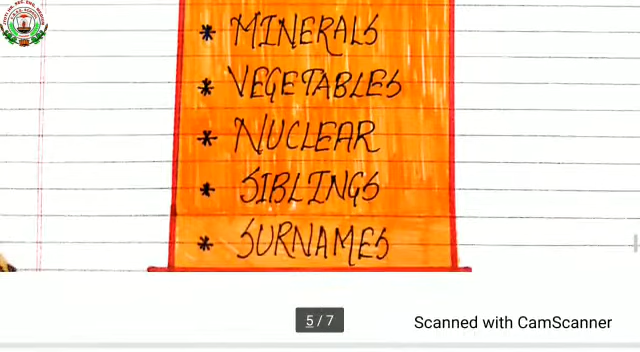 * MINERALS
* VEGETABLES
* NUCLEAR
* SIBLINGS
* SURNAMES
5/7
Scanned with CamScanner